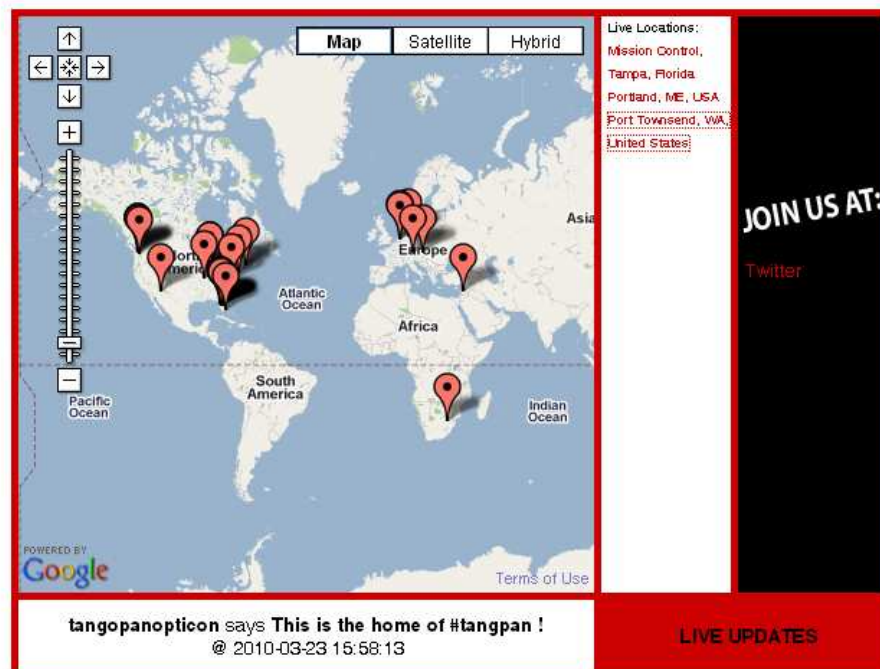 Map Satellite Hybrid
North
America
Atlantic
Ocean
Europe
Asia
Africa
South
America
Pacific
Ocean
Indian
Ocean
POWERED BY
Google
Terms of Use
Live Locations:
Mission Control,
Tampa, Florida
Portland, ME, USA
Port Townsend, WA,
United States
JOIN US AT:
Twitter
tangopanopticon says This is the home of #tangpan !
@ 2010-03-23 15:58:13
LIVE UPDATES